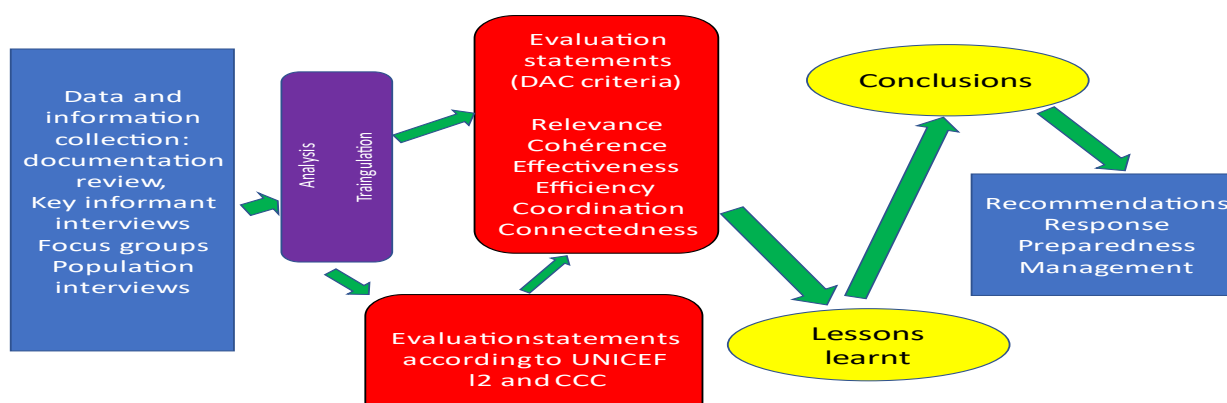 Data and
information
collection:
documentation
review,
Key informant
interviews
Focus groups
Population
interviews
Analysis
Traingulation
Evaluation
statements
(DAC criteria)
Relevance
Cohérence
Effectiveness
Efficiency
Coordination
Connectedness
Evaluationstatements
accordingto UNICEF
l2 and CCC
Lessons
learnt
Conclusions
Recommendations
Response
Preparedness
Management